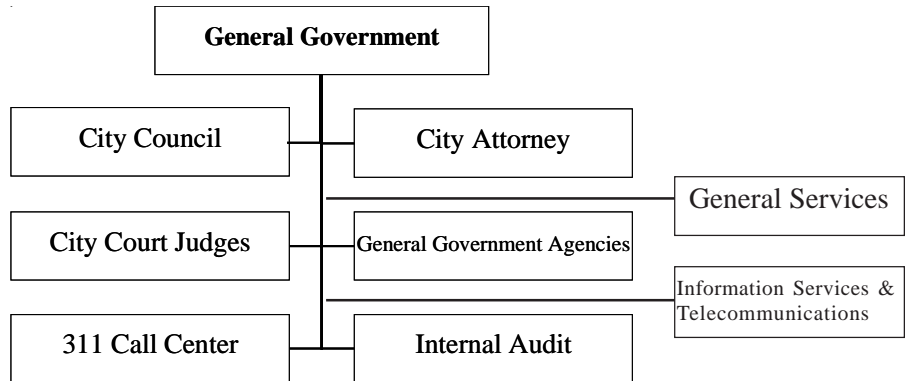 General Government
City Council
City Attorney
General Services
City Court Judges
General Government Agencies
Information Services &
Telecommunications
311 Call Center
Internal Audit